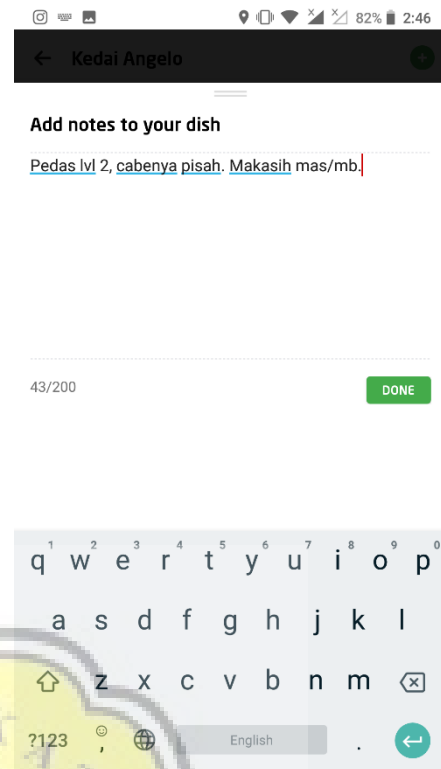 82% 2:46
Kedai Angelo
Add notes to your dish
Pedas lvl 2, cabenya pisah. Makasih mas/mb.
43/200
DONE
1 2 3 4 5 6 7 8 9 0
q w e r t y u i o p
a s d f g h j k l
z x c v b n m
?123 , English .